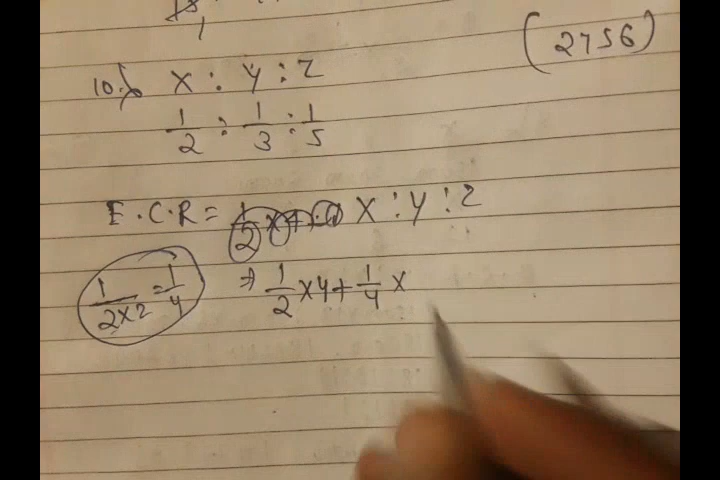 (2756)
10.) X : Y : Z
1/2 : 1/3 : 1/5
E.C.R = X : Y : Z
1/(2×2) = 1/4
⇒ 1/2 × 4 + 1/4 ×